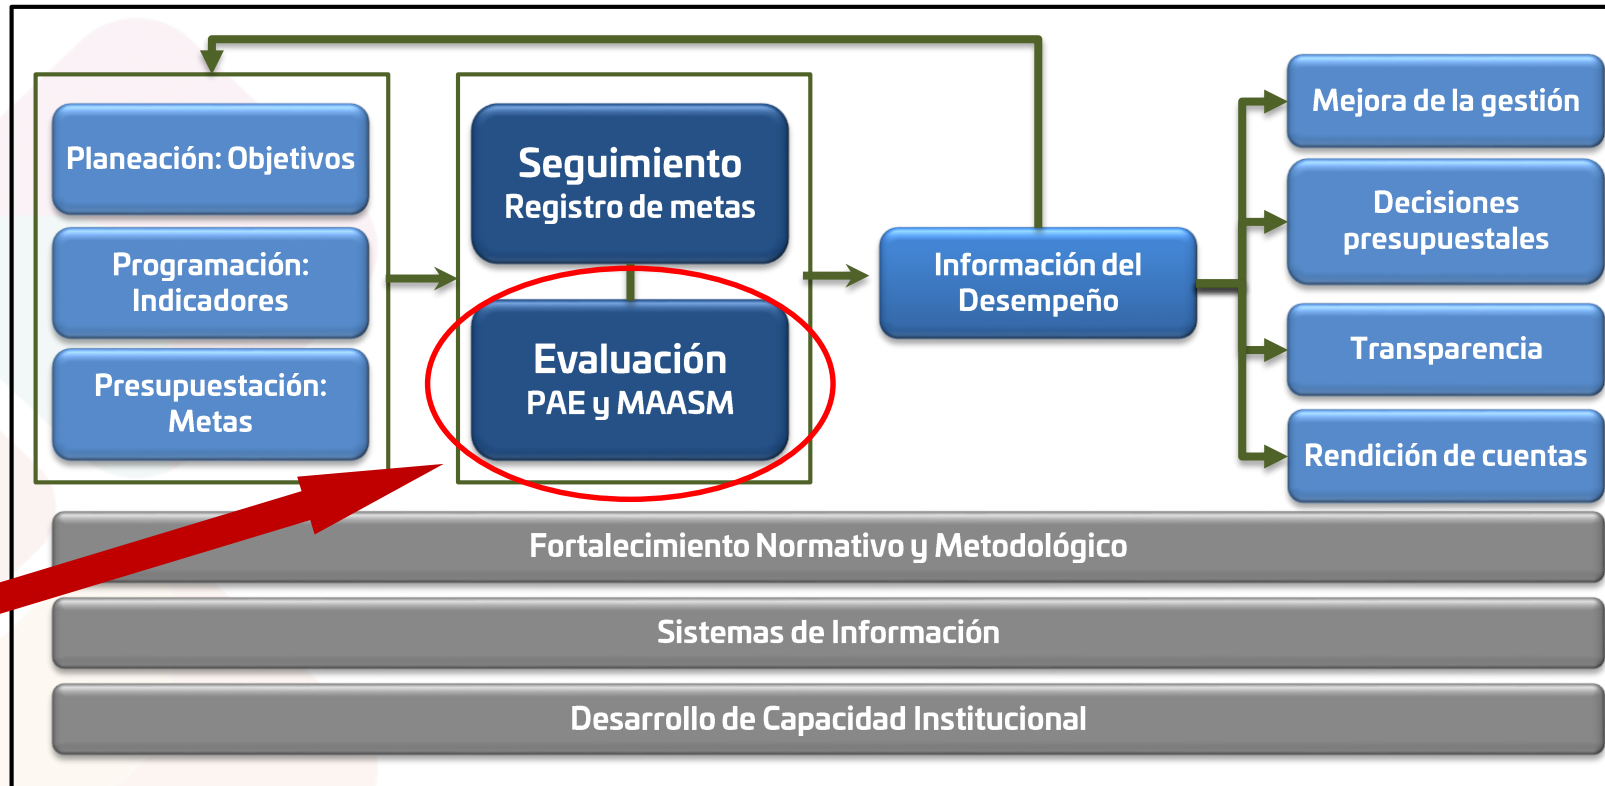 Planeación: Objetivos
Programación:
Indicadores
Presupuestación:
Metas
Seguimiento
Registro de metas
Evaluación
PAE y MAASM
Información del
Desempeño
Mejora de la gestión
Decisiones
presupuestales
Transparencia
Rendición de cuentas
Fortalecimiento Normativo y Metodológico
Sistemas de Información
Desarrollo de Capacidad Institucional